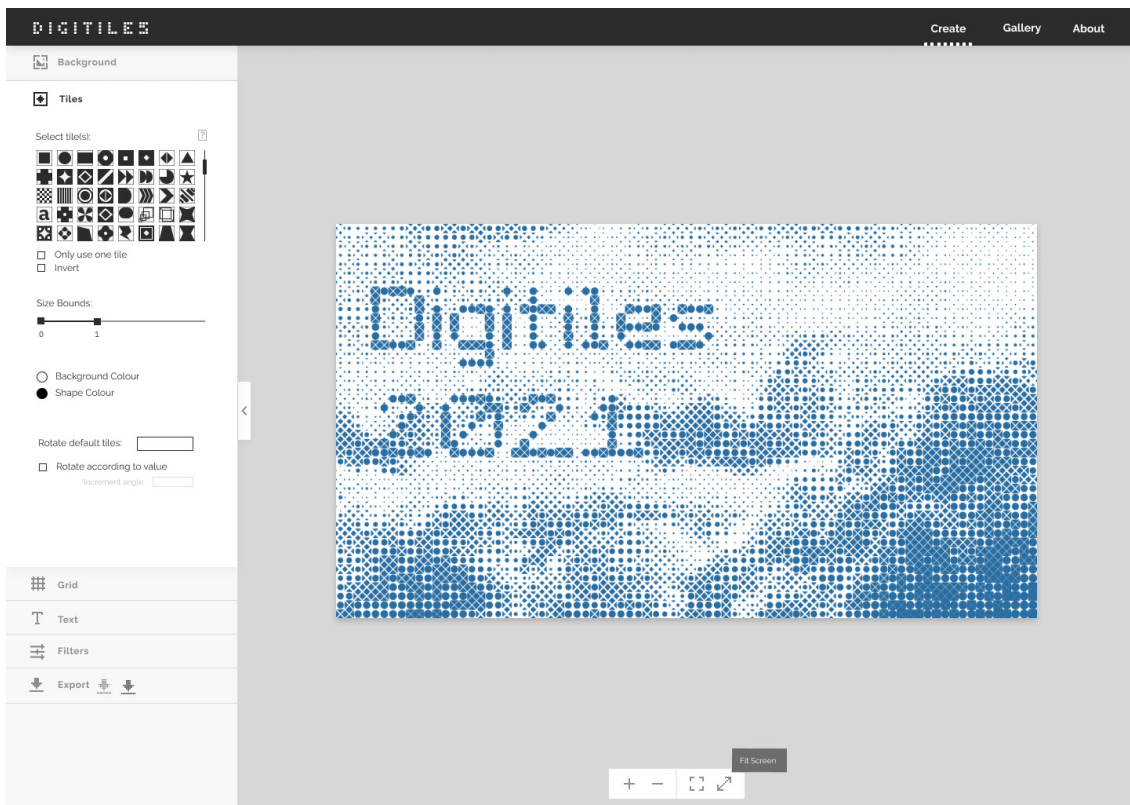 DIGITILES
Create Gallery About
Background
Tiles
Select tile(s):
?
a
Only use one tile
Invert
Size Bounds:
0 1
Background Colour
Shape Colour
Rotate default tiles:
Rotate according to value
*Increment angle
Grid
Text
Filters
Export
Digitiles
2021
Fit Screen